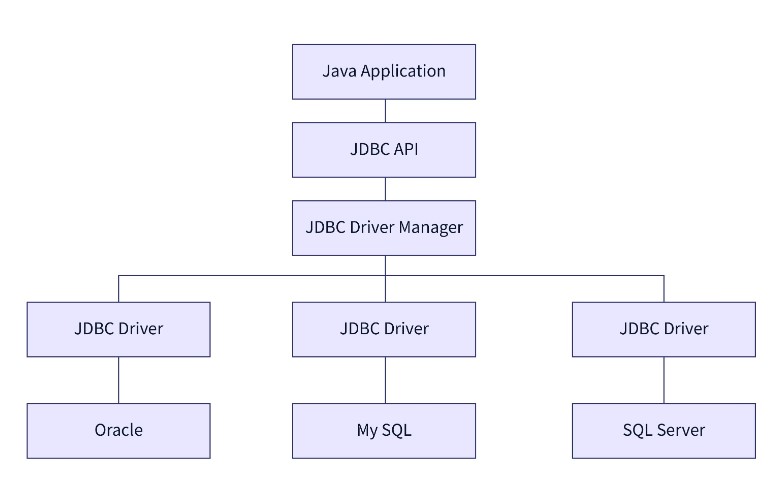 Java Application
JDBC API
JDBC Driver Manager
JDBC Driver
JDBC Driver
JDBC Driver
Oracle
My SQL
SQL Server